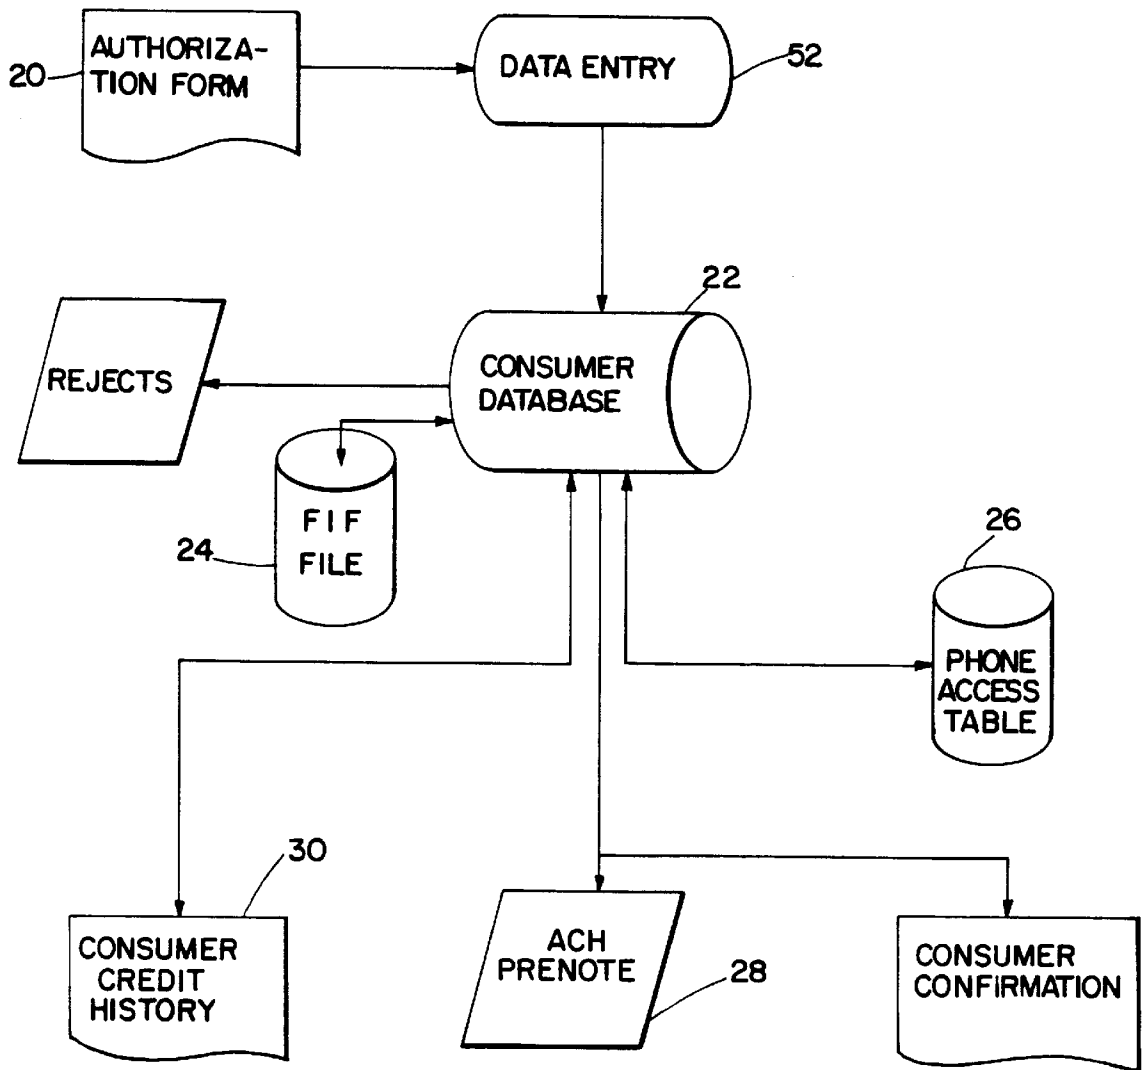 AUTHORIZA-
TION FORM
20
DATA ENTRY
52
22
CONSUMER
DATABASE
REJECTS
FIF
FILE
24
26
PHONE
ACCESS
TABLE
30
CONSUMER
CREDIT
HISTORY
ACH
PRENOTE
28
CONSUMER
CONFIRMATION